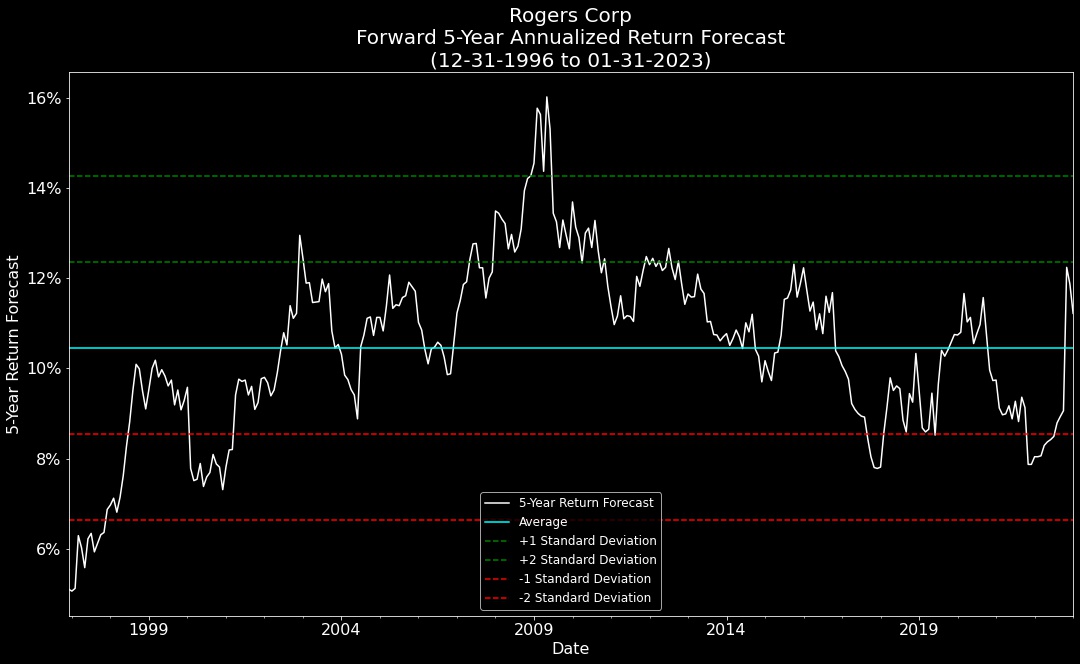 Rogers Corp
Forward 5-Year Annualized Return Forecast
(12-31-1996 to 01-31-2023)
5-Year Return Forecast
16%
14%
12%
10%
8%
6%
5-Year Return Forecast
Average
+1 Standard Deviation
+2 Standard Deviation
-1 Standard Deviation
-2 Standard Deviation
1999 2004 2009 2014 2019
Date